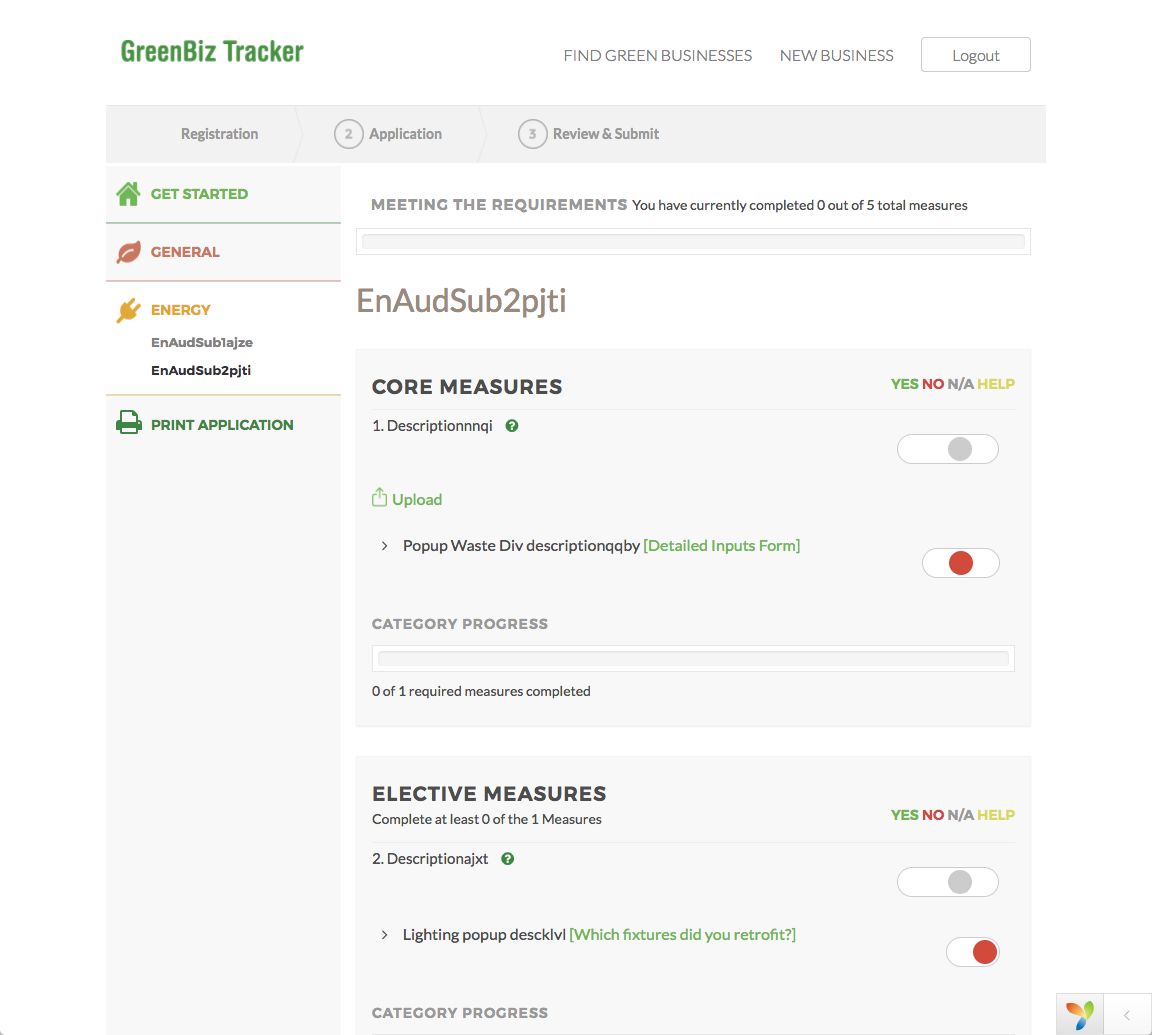 GreenBiz Tracker
FIND GREEN BUSINESSES NEW BUSINESS Logout
Registration 2 Application 3 Review & Submit
GET STARTED
GENERAL
ENERGY
EnAudSub1ajze
EnAudSub2pjti
PRINT APPLICATION
MEETING THE REQUIREMENTS You have currently completed 0 out of 5 total measures
EnAudSub2pjti
CORE MEASURES YES NO N/A HELP
1. Descriptionnnqi ?
Upload
Popup Waste Div descriptionqqby [Detailed Inputs Form]
CATEGORY PROGRESS
0 of 1 required measures completed
ELECTIVE MEASURES
Complete at least 0 of the 1 Measures YES NO N/A HELP
2. Descriptionajxt ?
Lighting popup descklvl [Which fixtures did you retrofit?]
CATEGORY PROGRESS